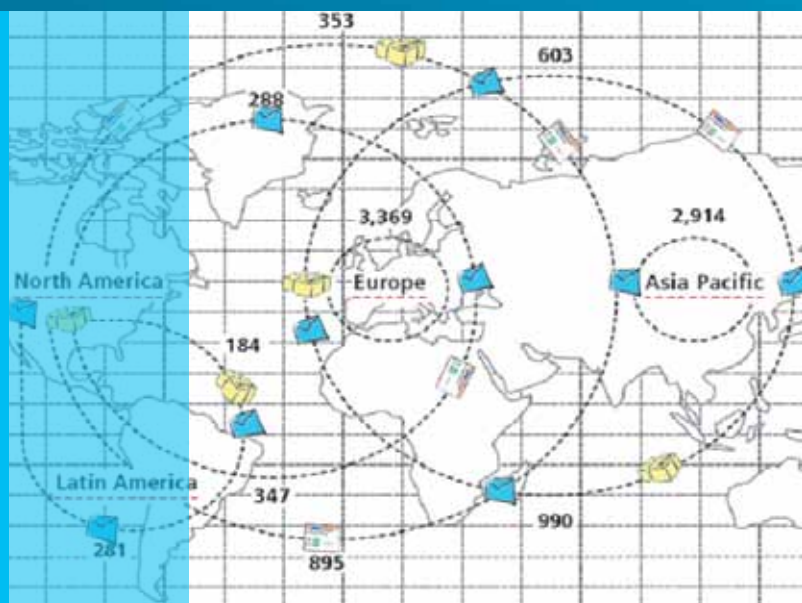 353
603
288
3,369
2,914
North America
Europe
Asia Pacific
184
Latin America
347
281
895
990